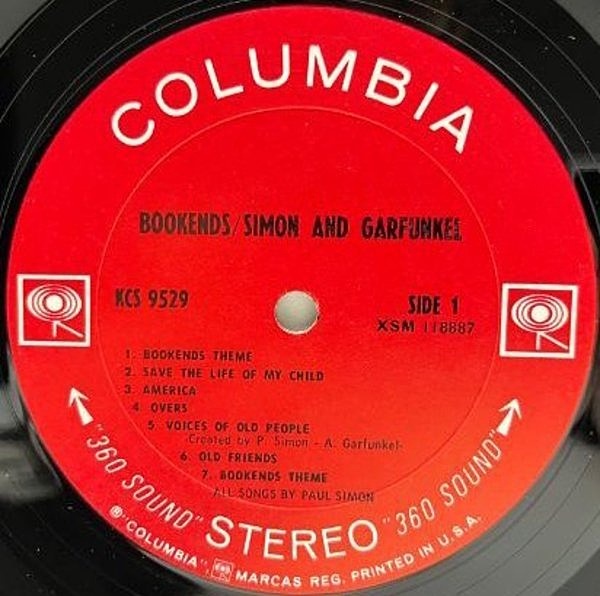 COLUMBIA
BOOKENDS/SIMON AND GARFUNKEL
KCS 9529
SIDE 1
XSM 118887
1. BOOKENDS THEME
2. SAVE THE LIFE OF MY CHILD
3. AMERICA
4. OVERS
5. VOICES OF OLD PEOPLE
Created by P. Simon - A. Garfunkel-
6. OLD FRIENDS
7. BOOKENDS THEME
ALL SONGS BY PAUL SIMON
"360 SOUND" STEREO "360 SOUND"
®"COLUMBIA", MARCAS REG. PRINTED IN U.S.A.